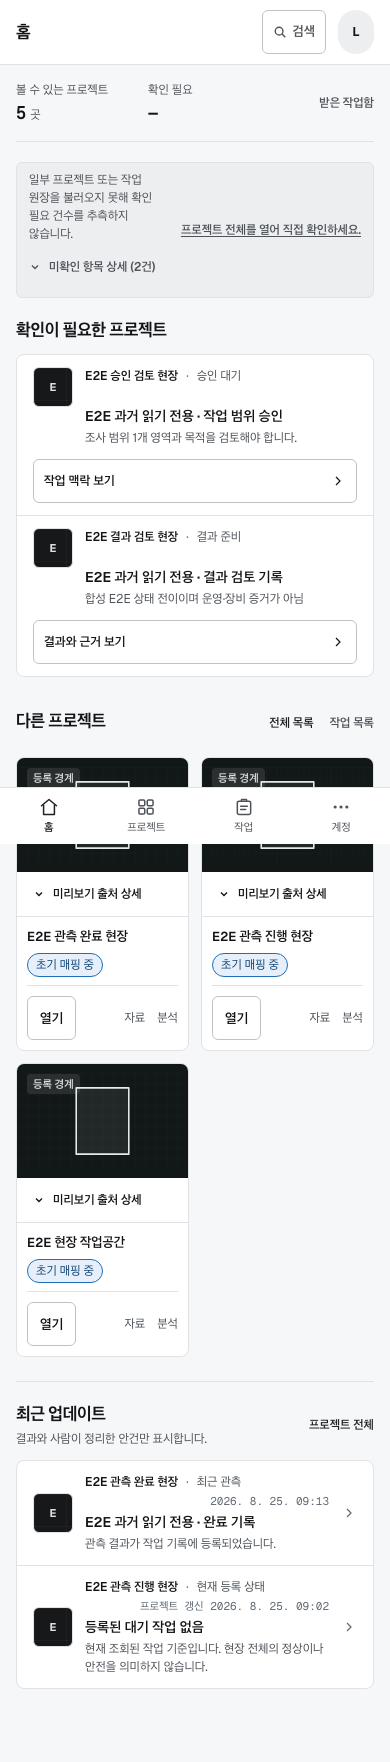 홈
검색
L
볼 수 있는 프로젝트
5 곳
확인 필요
–
받은 작업함
일부 프로젝트 또는 작업
원장을 불러오지 못해 확인
필요 건수를 추측하지
않습니다.
프로젝트 전체를 열어 직접 확인하세요.
미확인 항목 상세 (2건)
확인이 필요한 프로젝트
E
E2E 승인 검토 현장 · 승인 대기
E2E 과거 읽기 전용 · 작업 범위 승인
조사 범위 1개 영역과 목적을 검토해야 합니다.
작업 맥락 보기
E
E2E 결과 검토 현장 · 결과 준비
E2E 과거 읽기 전용 · 결과 검토 기록
합성 E2E 상태 전이이며 운영·장비 증거가 아님
결과와 근거 보기
다른 프로젝트
전체 목록 작업 목록
등록 경계
등록 경계
홈
프로젝트
작업
계정
미리보기 출처 상세
E2E 관측 완료 현장
초기 매핑 중
열기
자료 분석
미리보기 출처 상세
E2E 관측 진행 현장
초기 매핑 중
열기
자료 분석
등록 경계
미리보기 출처 상세
E2E 현장 작업공간
초기 매핑 중
열기
자료 분석
최근 업데이트
결과와 사람이 정리한 안건만 표시합니다.
프로젝트 전체
E
E2E 관측 완료 현장 · 최근 관측
2026. 8. 25. 09:13
E2E 과거 읽기 전용 · 완료 기록
관측 결과가 작업 기록에 등록되었습니다.
E
E2E 관측 진행 현장 · 현재 등록 상태
프로젝트 갱신 2026. 8. 25. 09:02
등록된 대기 작업 없음
현재 조회된 작업 기준입니다. 현장 전체의 정상이나
안전을 의미하지 않습니다.